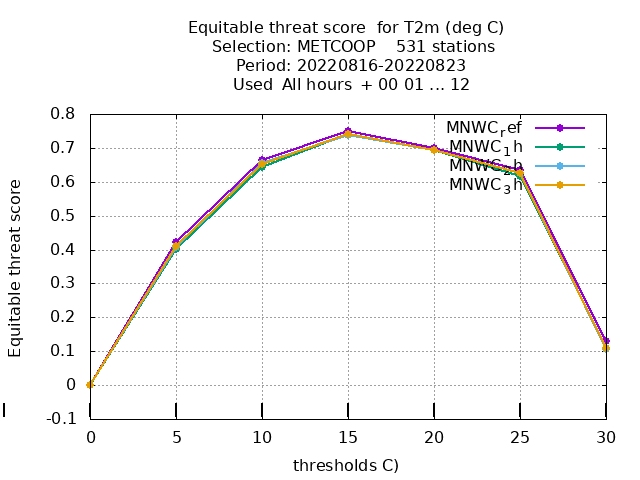 Equitable threat score for T2m (deg C)
Selection: METCOOP 531 stations
Period: 20220816-20220823
Used All hours + 00 01 ... 12
0.8
0.7
0.6
0.5
0.4
0.3
0.2
0.1
0
-0.1
Equitable threat score
MNWCref
MNWC1h
MNWC2h
MNWC3h
0 5 10 15 20 25 30
thresholds C)